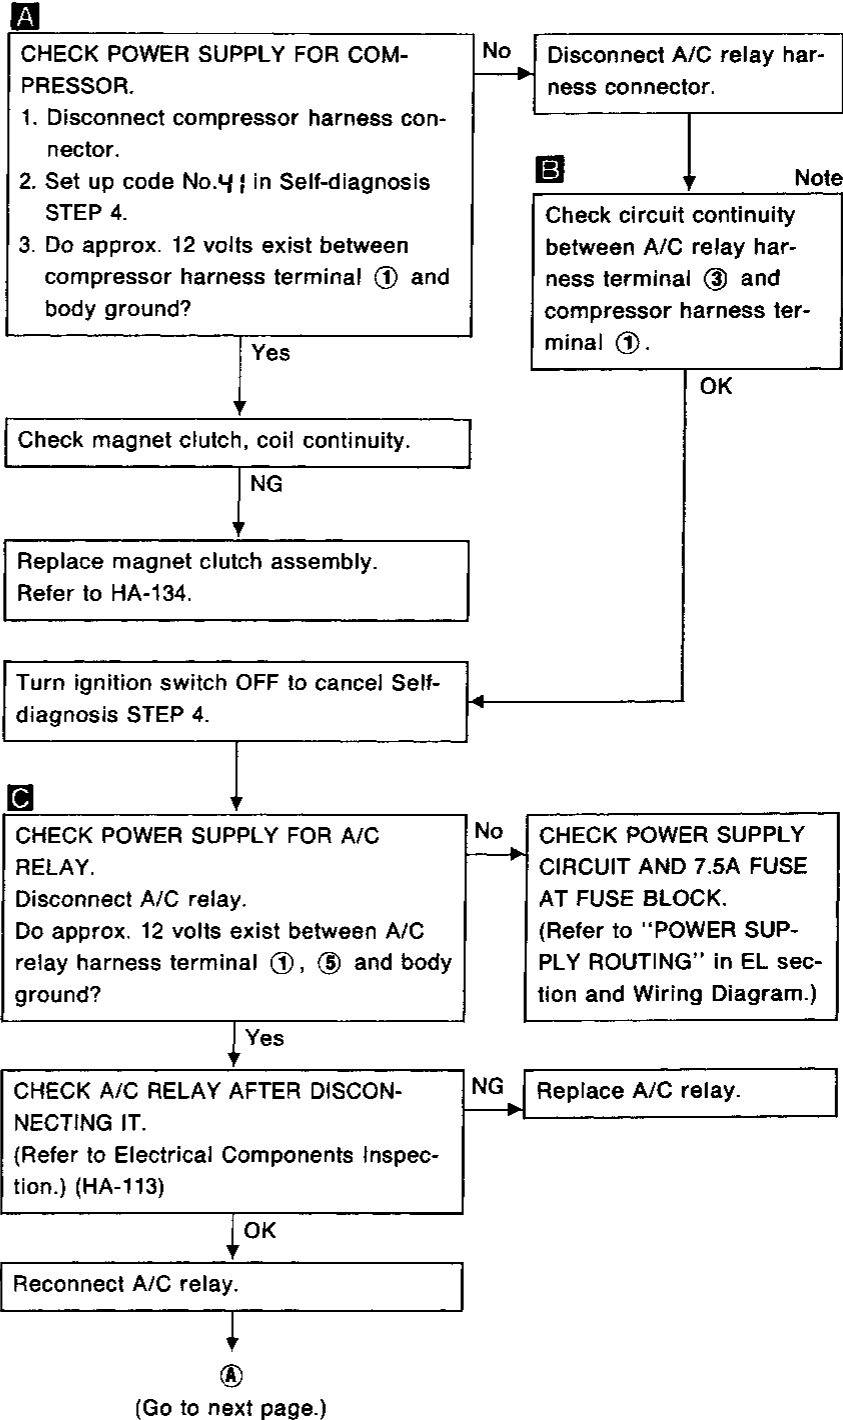 A
CHECK POWER SUPPLY FOR COM-
PRESSOR.
1. Disconnect compressor harness con-
nector.
2. Set up code No.41 in Self-diagnosis
STEP 4.
3. Do approx. 12 volts exist between
compressor harness terminal ① and
body ground?
No
Disconnect A/C relay har-
ness connector.
B
Note
Check circuit continuity
between A/C relay har-
ness terminal ③ and
compressor harness ter-
minal ①.
OK
Yes
Check magnet clutch, coil continuity.
NG
Replace magnet clutch assembly.
Refer to HA-134.
Turn ignition switch OFF to cancel Self-
diagnosis STEP 4.
C
CHECK POWER SUPPLY FOR A/C
RELAY.
Disconnect A/C relay.
Do approx. 12 volts exist between A/C
relay harness terminal ①, ⑤ and body
ground?
No
CHECK POWER SUPPLY
CIRCUIT AND 7.5A FUSE
AT FUSE BLOCK.
(Refer to "POWER SUP-
PLY ROUTING" in EL sec-
tion and Wiring Diagram.)
Yes
CHECK A/C RELAY AFTER DISCON-
NECTING IT.
(Refer to Electrical Components Inspec-
tion.) (HA-113)
NG
Replace A/C relay.
OK
Reconnect A/C relay.
Ⓐ
(Go to next page.)